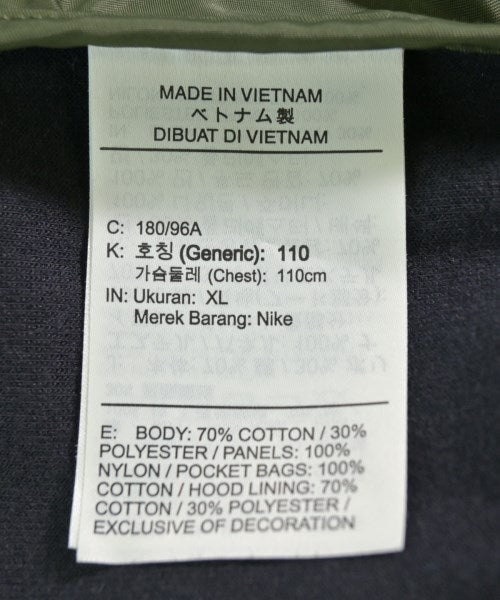 MADE IN VIETNAM
ベトナム製
DIBUAT DI VIETNAM
C: 180/96A
K: 호칭 (Generic): 110
가슴둘레 (Chest): 110cm
IN: Ukuran: XL
Merek Barang: Nike
E: BODY: 70% COTTON / 30%
POLYESTER / PANELS: 100%
NYLON / POCKET BAGS: 100%
COTTON / HOOD LINING: 70%
COTTON / 30% POLYESTER /
EXCLUSIVE OF DECORATION